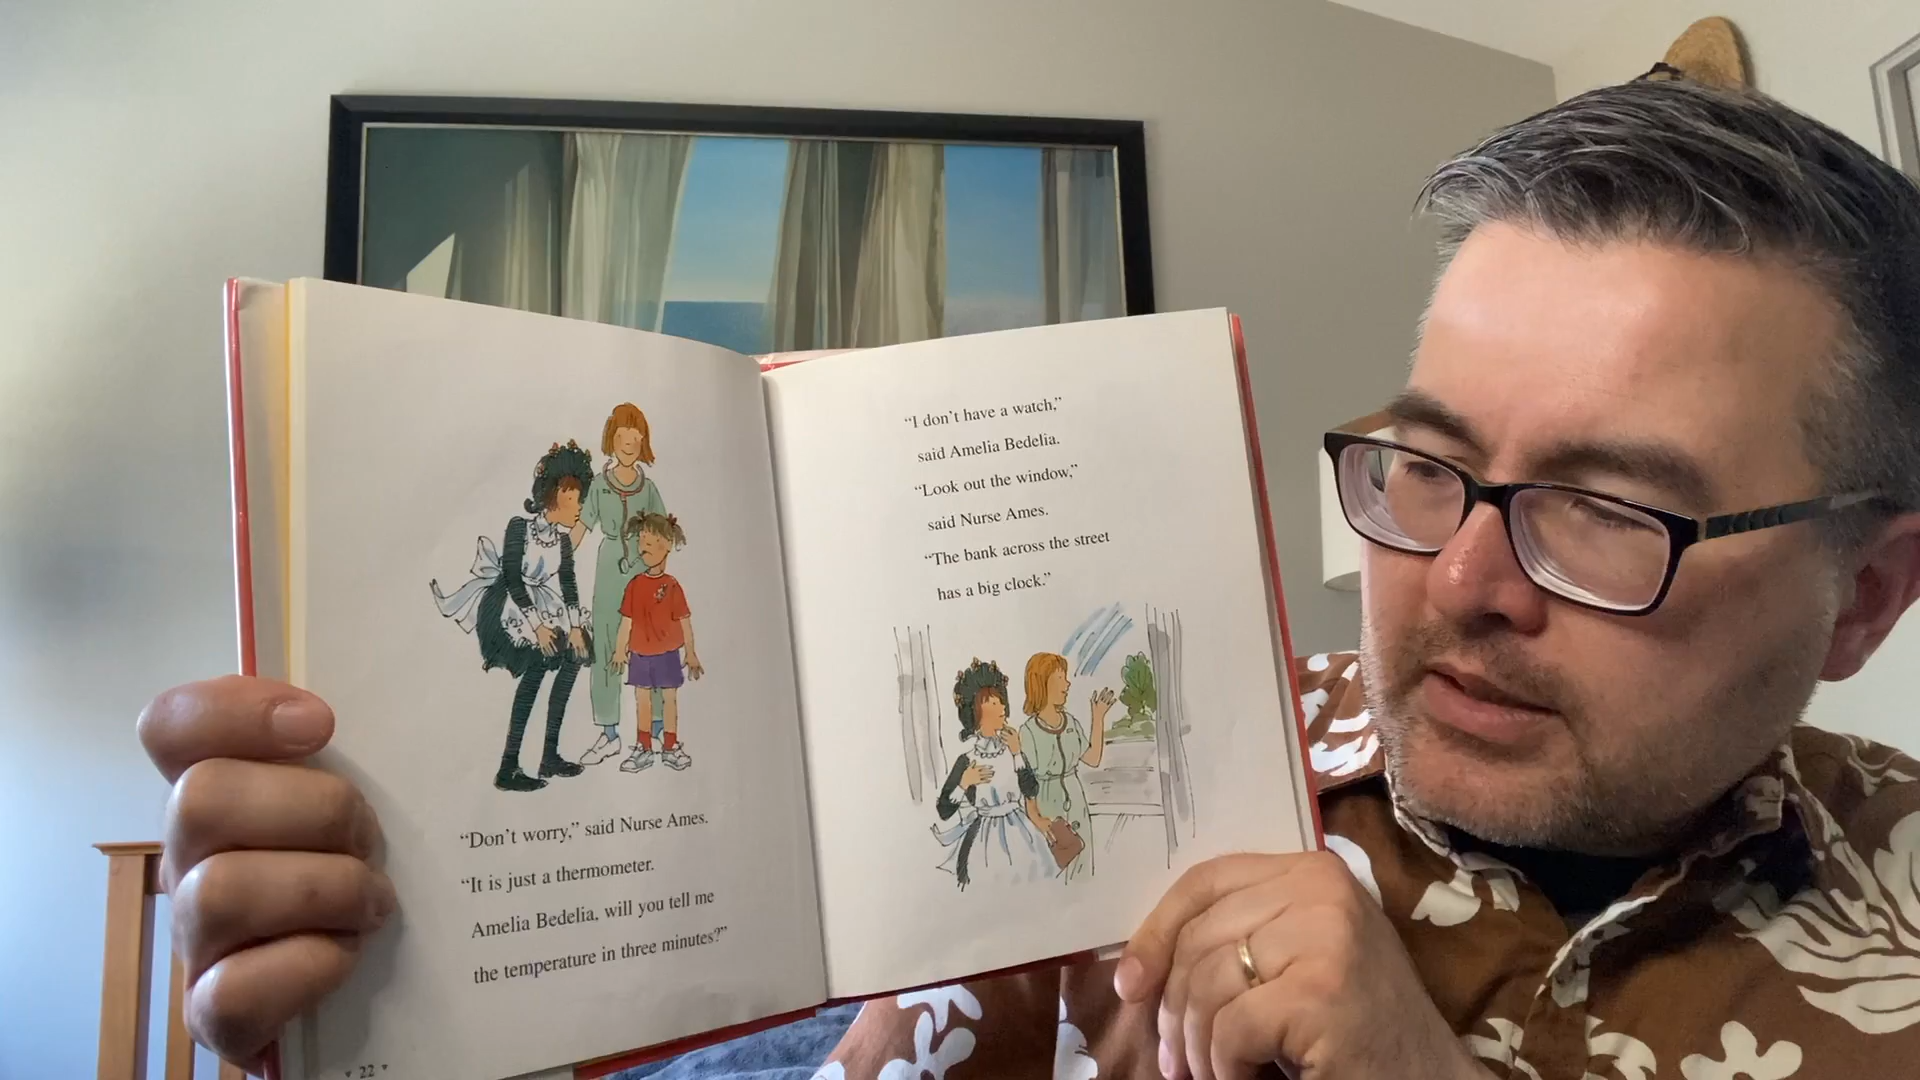 “Don’t worry,” said Nurse Ames.
“It is just a thermometer.
Amelia Bedelia, will you tell me
the temperature in three minutes?”
22
“I don’t have a watch,”
said Amelia Bedelia.
“Look out the window,”
said Nurse Ames.
“The bank across the street
has a big clock.”